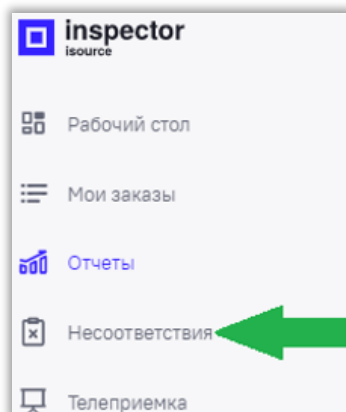 inspector
isource
Рабочий стол
Мои заказы
Отчеты
Несоответствия
Телеприемка